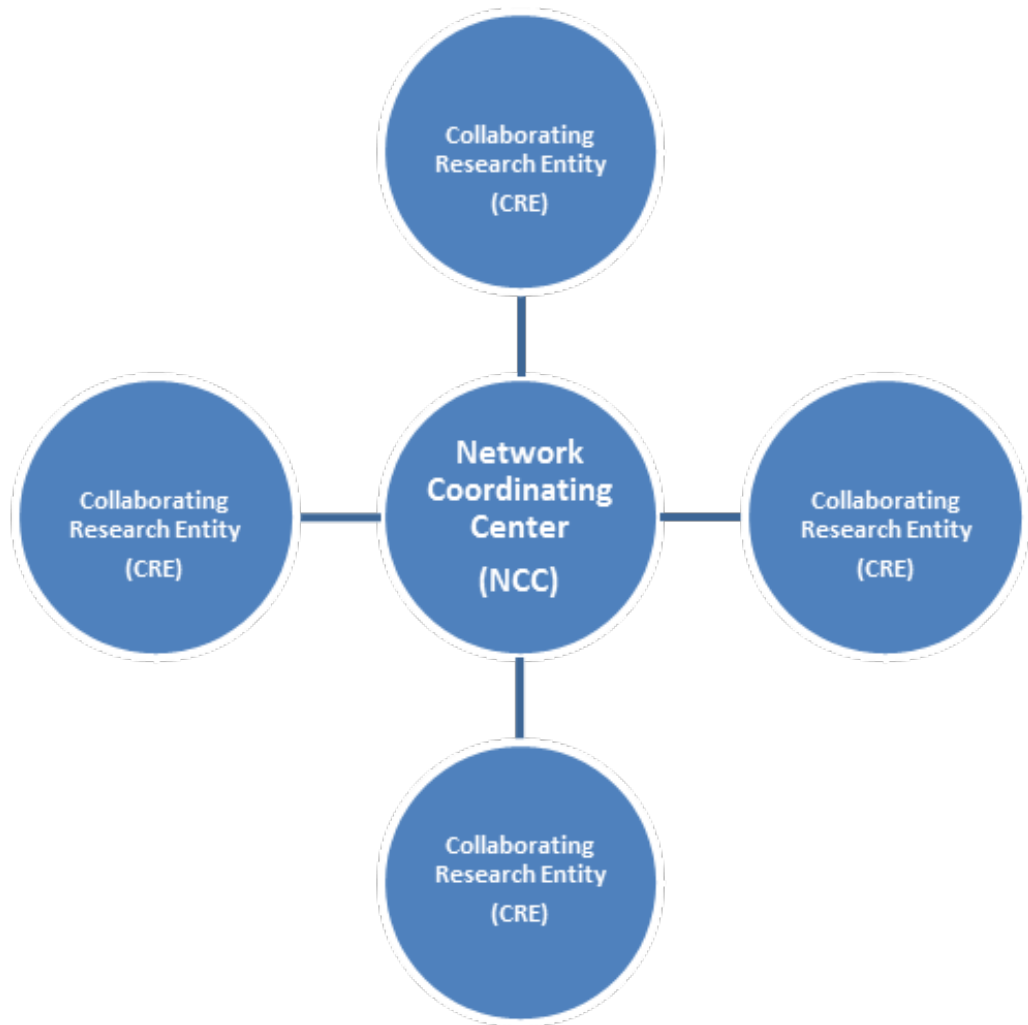 Collaborating
Research Entity
(CRE)
Collaborating
Research Entity
(CRE)
Network
Coordinating
Center
(NCC)
Collaborating
Research Entity
(CRE)
Collaborating
Research Entity
(CRE)